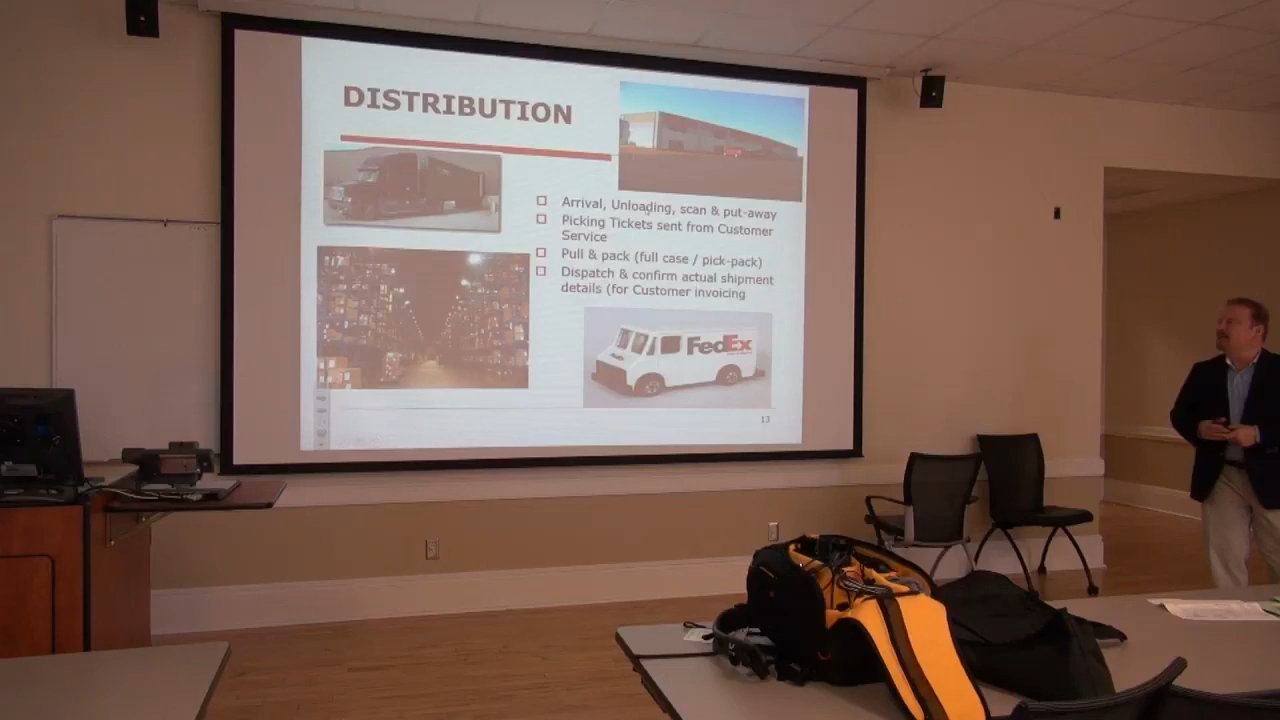 DISTRIBUTION
Arrival, Unloading, scan & put-away
Picking Tickets sent from Customer
Service
Pull & pack (full case / pick-pack)
Dispatch & confirm actual shipment
details (for Customer invoicing
FedEx
13